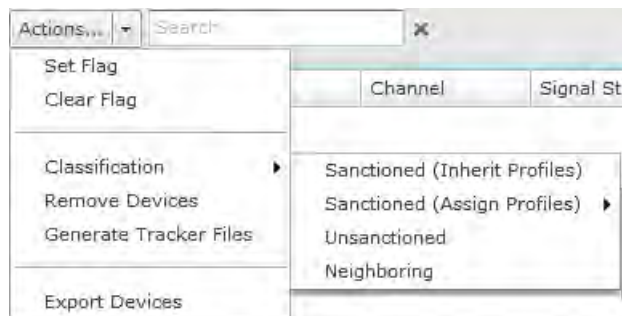 Actions... Search
Set Flag
Clear Flag
Channel Signal St
Classification
Remove Devices
Generate Tracker Files
Export Devices
Sanctioned (Inherit Profiles)
Sanctioned (Assign Profiles)
Unsanctioned
Neighboring